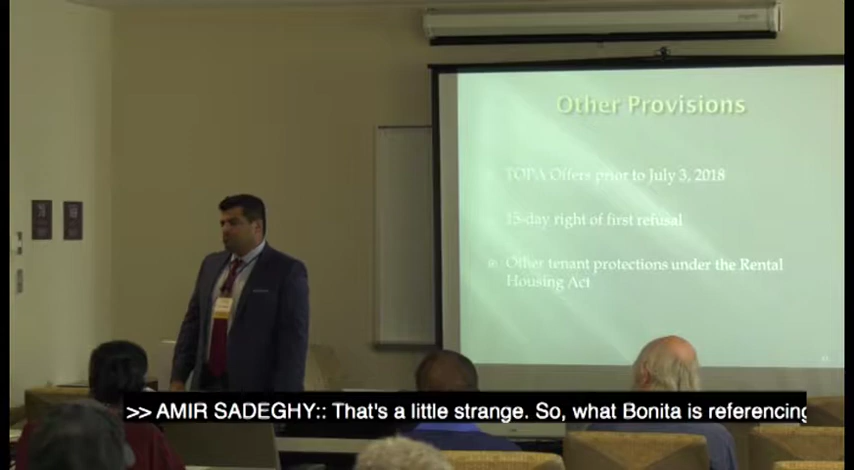 Other Provisions
TOPA Offers prior to July 3, 2018
15-day right of first refusal
Other tenant protections under the Rental
Housing Act
>> AMIR SADEGHY:: That's a little strange. So, what Bonita is referencing